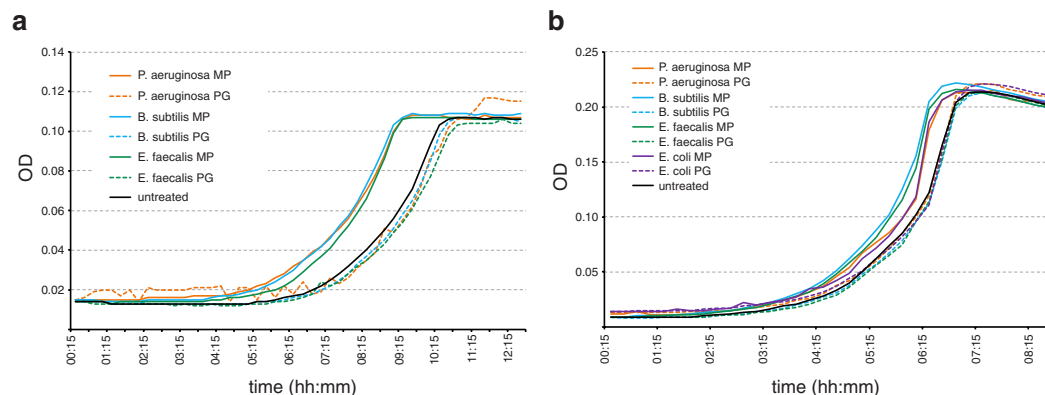 a
0.14
0.12
0.10
0.08
0.06
0.04
0.02
OD
P. aeruginosa MP
P. aeruginosa PG
B. subtilis MP
B. subtilis PG
E. faecalis MP
E. faecalis PG
untreated
00:15
01:15
02:15
03:15
04:15
05:15
06:15
07:15
08:15
09:15
10:15
11:15
12:15
time (hh:mm)
b
0.25
0.20
0.15
0.10
0.05
OD
P. aeruginosa MP
P. aeruginosa PG
B. subtilis MP
B. subtilis PG
E. faecalis MP
E. faecalis PG
E. coli MP
E. coli PG
untreated
00:15
01:15
02:15
03:15
04:15
05:15
06:15
07:15
08:15
time (hh:mm)